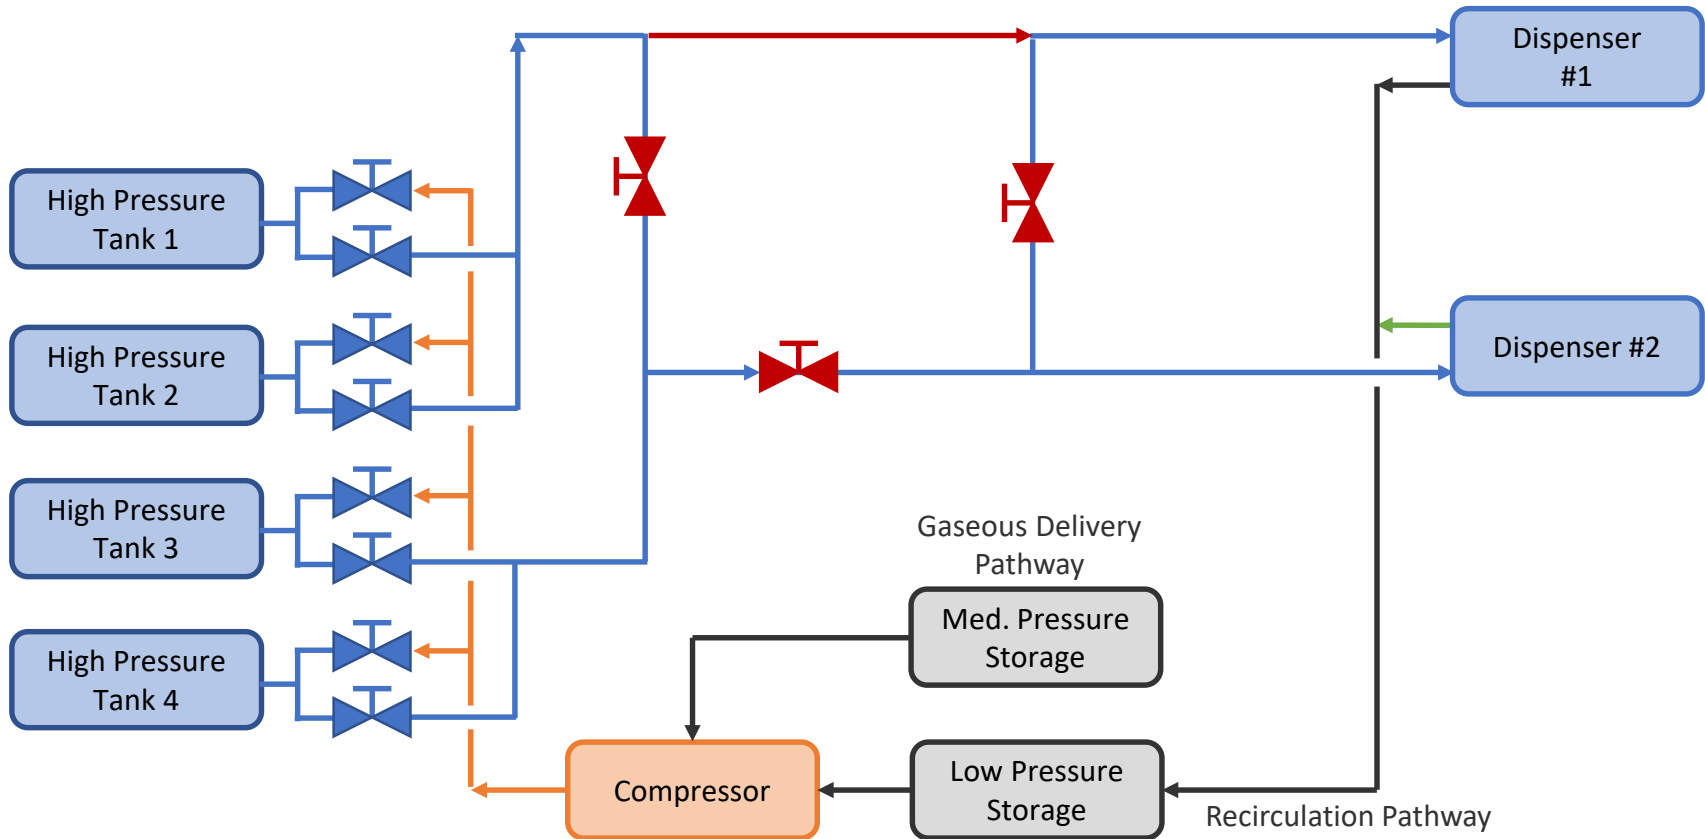 Dispenser
#1
High Pressure
Tank 1
High Pressure
Tank 2
Dispenser #2
High Pressure
Tank 3
Gaseous Delivery
Pathway
Med. Pressure
Storage
High Pressure
Tank 4
Compressor
Low Pressure
Storage
Recirculation Pathway